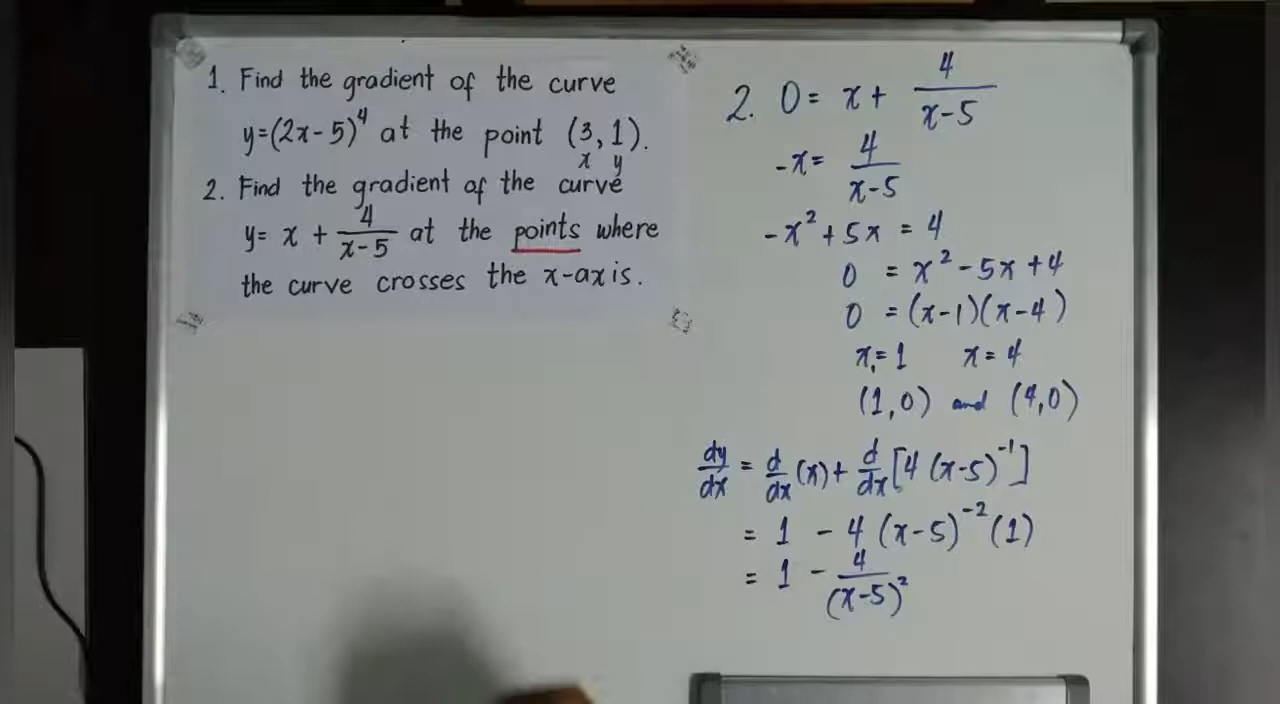 1. Find the gradient of the curve
y=(2x-5)⁴ at the point (3,1).
x y
2. Find the gradient of the curve
y= x + 4/(x-5) at the points where
the curve crosses the x-axis.
2. 0= x+ 4/(x-5)
-x= 4/(x-5)
-x²+5x = 4
0 = x²-5x+4
0 = (x-1)(x-4)
x=1 x=4
(1,0) and (4,0)
dy/dx = d/dx (x)+ d/dx [4(x-5)⁻¹]
= 1 - 4(x-5)⁻²(1)
= 1 - 4/(x-5)²